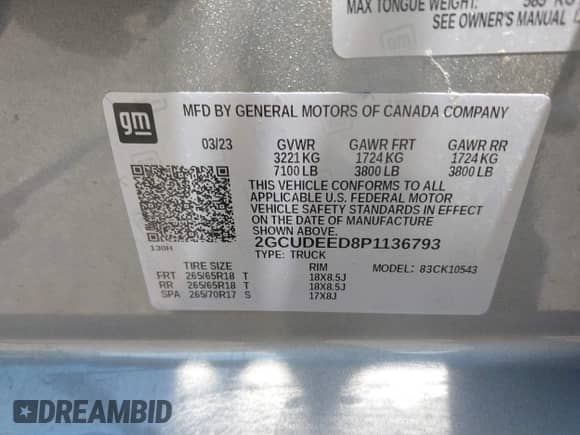 MAX TONGUE WEIGHT: 585 KG
SEE OWNER'S MANUAL
gm
MFD BY GENERAL MOTORS OF CANADA COMPANY
03/23 GVWR GAWR FRT GAWR RR
3221 KG 1724 KG 1724 KG
7100 LB 3800 LB 3800 LB
THIS VEHICLE CONFORMS TO ALL
APPLICABLE U.S. FEDERAL MOTOR
VEHICLE SAFETY STANDARDS IN EFFECT
ON THE DATE OF MANUFACTURE
SHOWN ABOVE.
130H 2GCUDEED8P1136793
TYPE: TRUCK MODEL: 83CK10543
TIRE SIZE RIM
FRT 265/65R18 T 18X8.5J
RR 265/65R18 T 18X8.5J
SPA 265/70R17 S 17X8J
DREAMBID